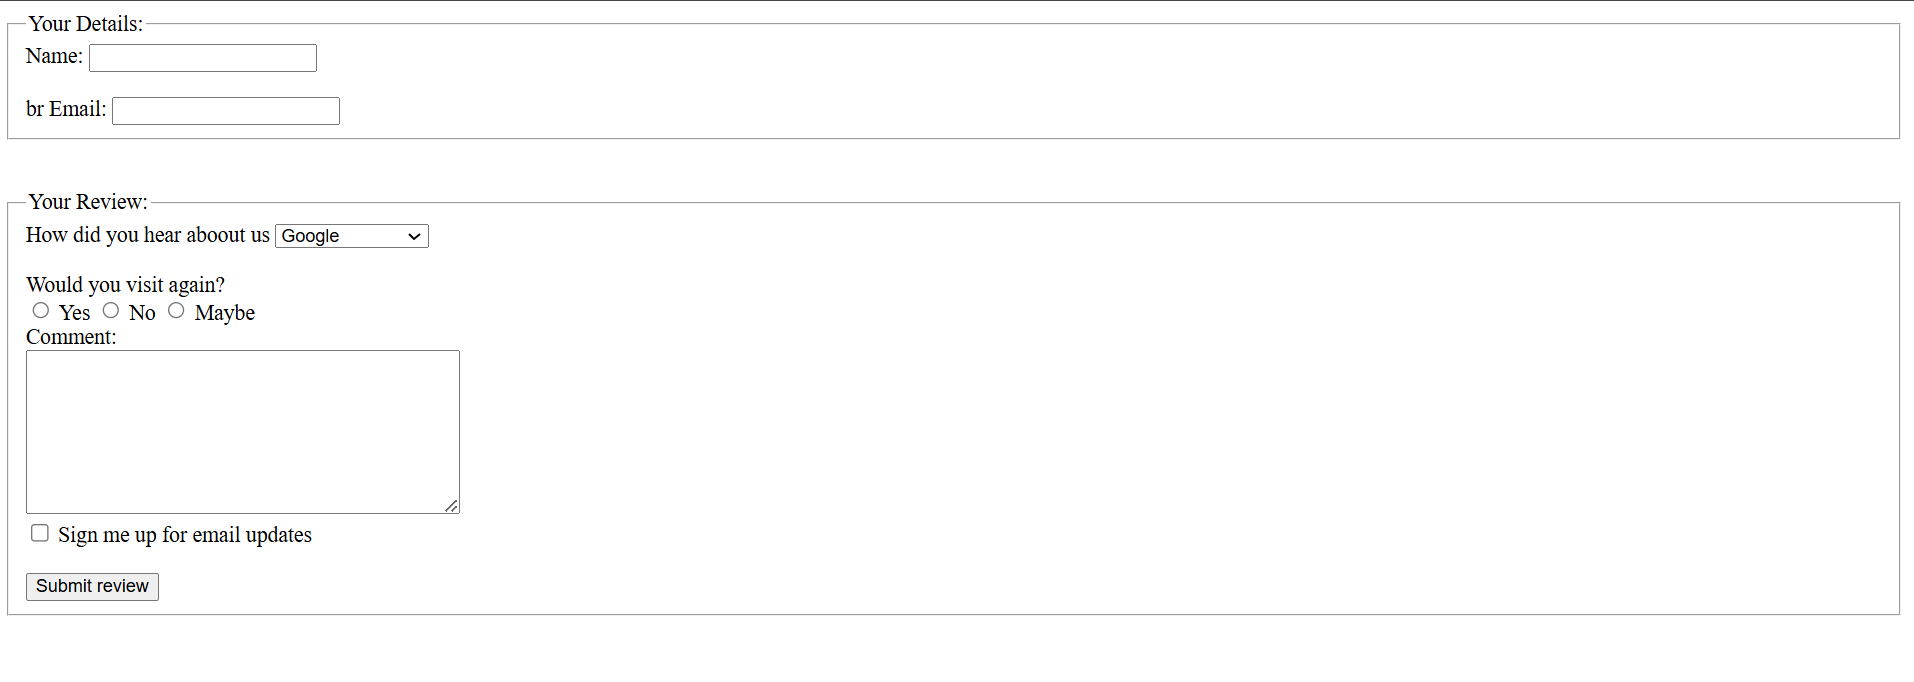 Your Details:
Name:
br Email:
Your Review:
How did you hear aboout us Google
Would you visit again?
Yes No Maybe
Comment:
Sign me up for email updates
Submit review